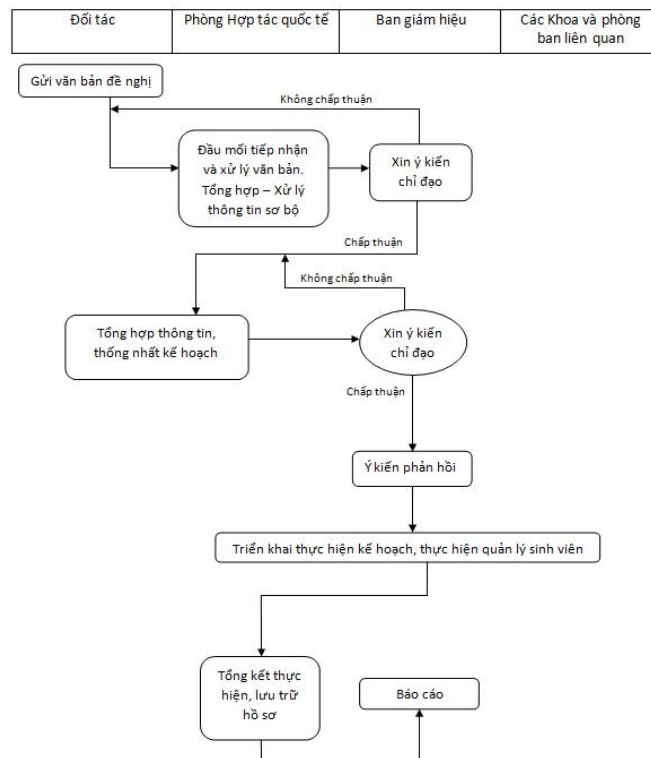 Đối tác
Phòng Hợp tác quốc tế
Ban giám hiệu
Các Khoa và phòng
ban liên quan
Gửi văn bản đề nghị
Không chấp thuận
Đầu mối tiếp nhận
và xử lý văn bản.
Tổng hợp – Xử lý
thông tin sơ bộ
Xin ý kiến
chỉ đạo
Chấp thuận
Không chấp thuận
Tổng hợp thông tin,
thống nhất kế hoạch
Xin ý kiến
chỉ đạo
Chấp thuận
Ý kiến phản hồi
Triển khai thực hiện kế hoạch, thực hiện quản lý sinh viên
Tổng kết thực
hiện, lưu trữ
hồ sơ
Báo cáo